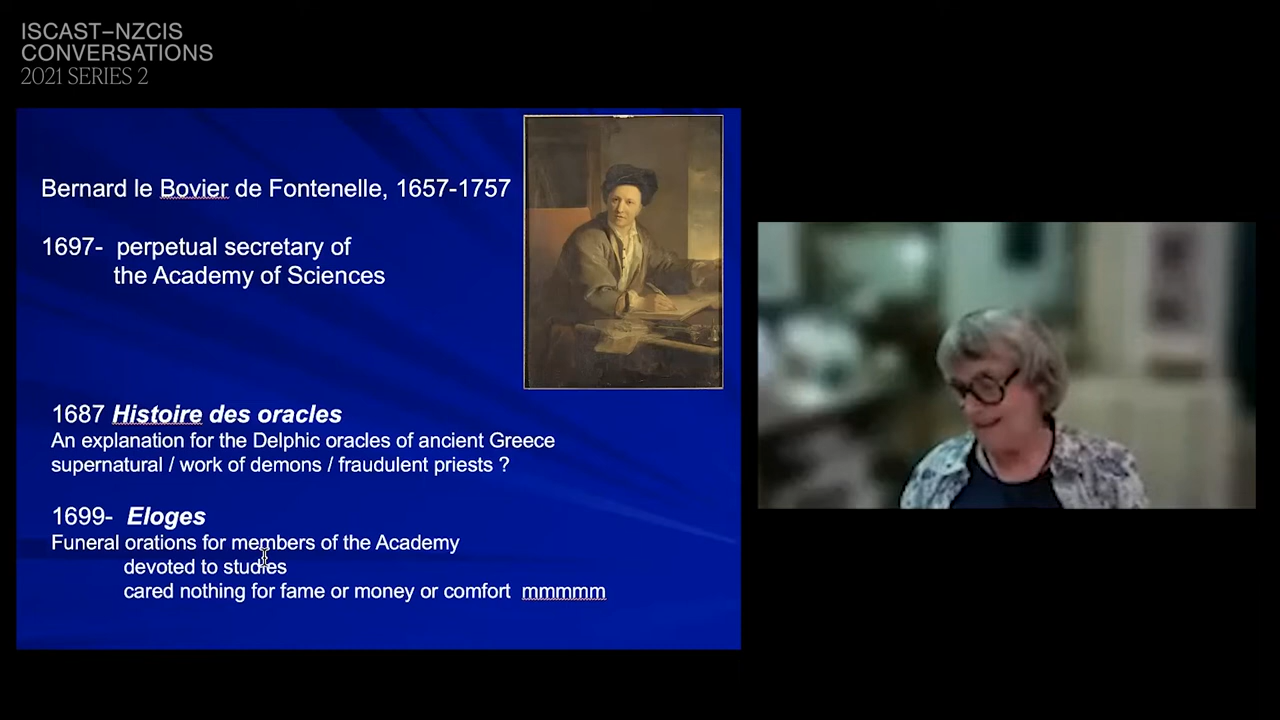 ISCAST–NZCIS
CONVERSATIONS
2021 SERIES 2
Bernard le Bovier de Fontenelle, 1657-1757
1697- perpetual secretary of
the Academy of Sciences
1687 Histoire des oracles
An explanation for the Delphic oracles of ancient Greece
supernatural / work of demons / fraudulent priests ?
1699- Eloges
Funeral orations for members of the Academy
devoted to studies
cared nothing for fame or money or comfort mmmmm